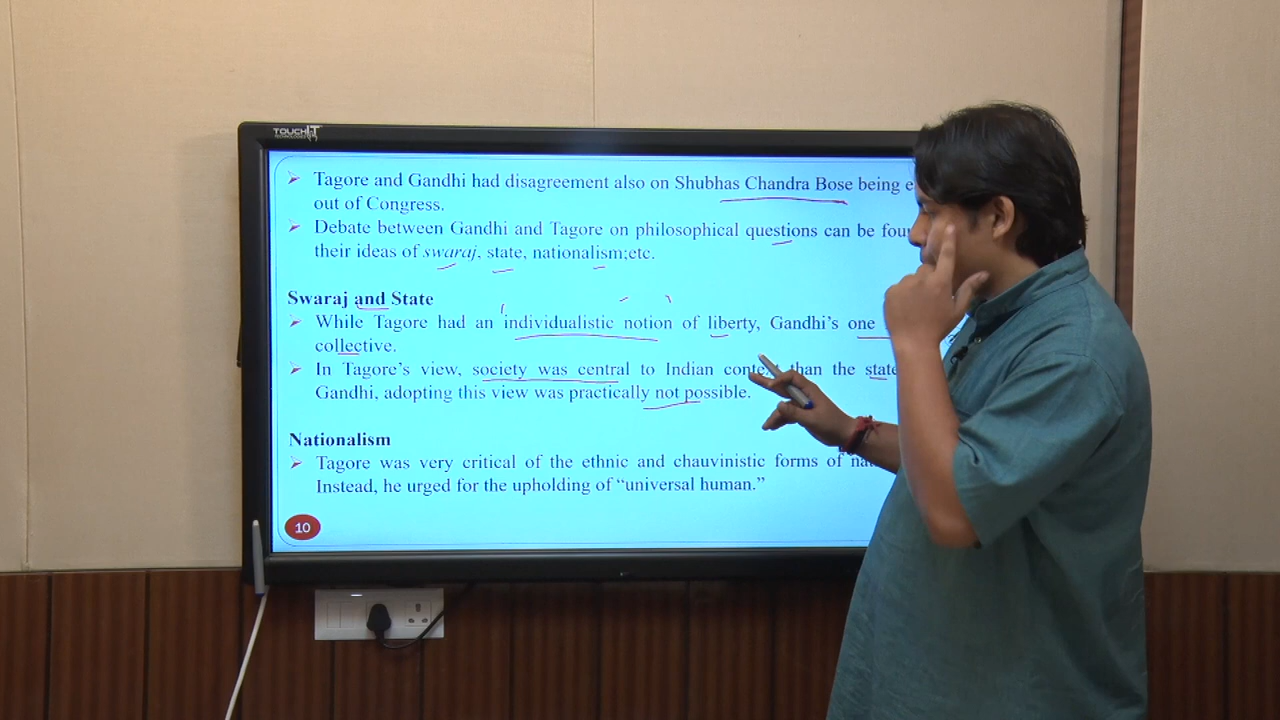 TOUCHIT
Tagore and Gandhi had disagreement also on Shubhas Chandra Bose being
out of Congress.
Debate between Gandhi and Tagore on philosophical questions can be
their ideas of swaraj, state, nationalism;etc.
Swaraj and State
While Tagore had an individualistic notion of liberty, Gandhi's one
collective.
In Tagore's view, society was central to Indian than the state
Gandhi, adopting this view was practically not possible.
Nationalism
Tagore was very critical of the ethnic and chauvinistic forms of
Instead, he urged for the upholding of “universal human.”
10